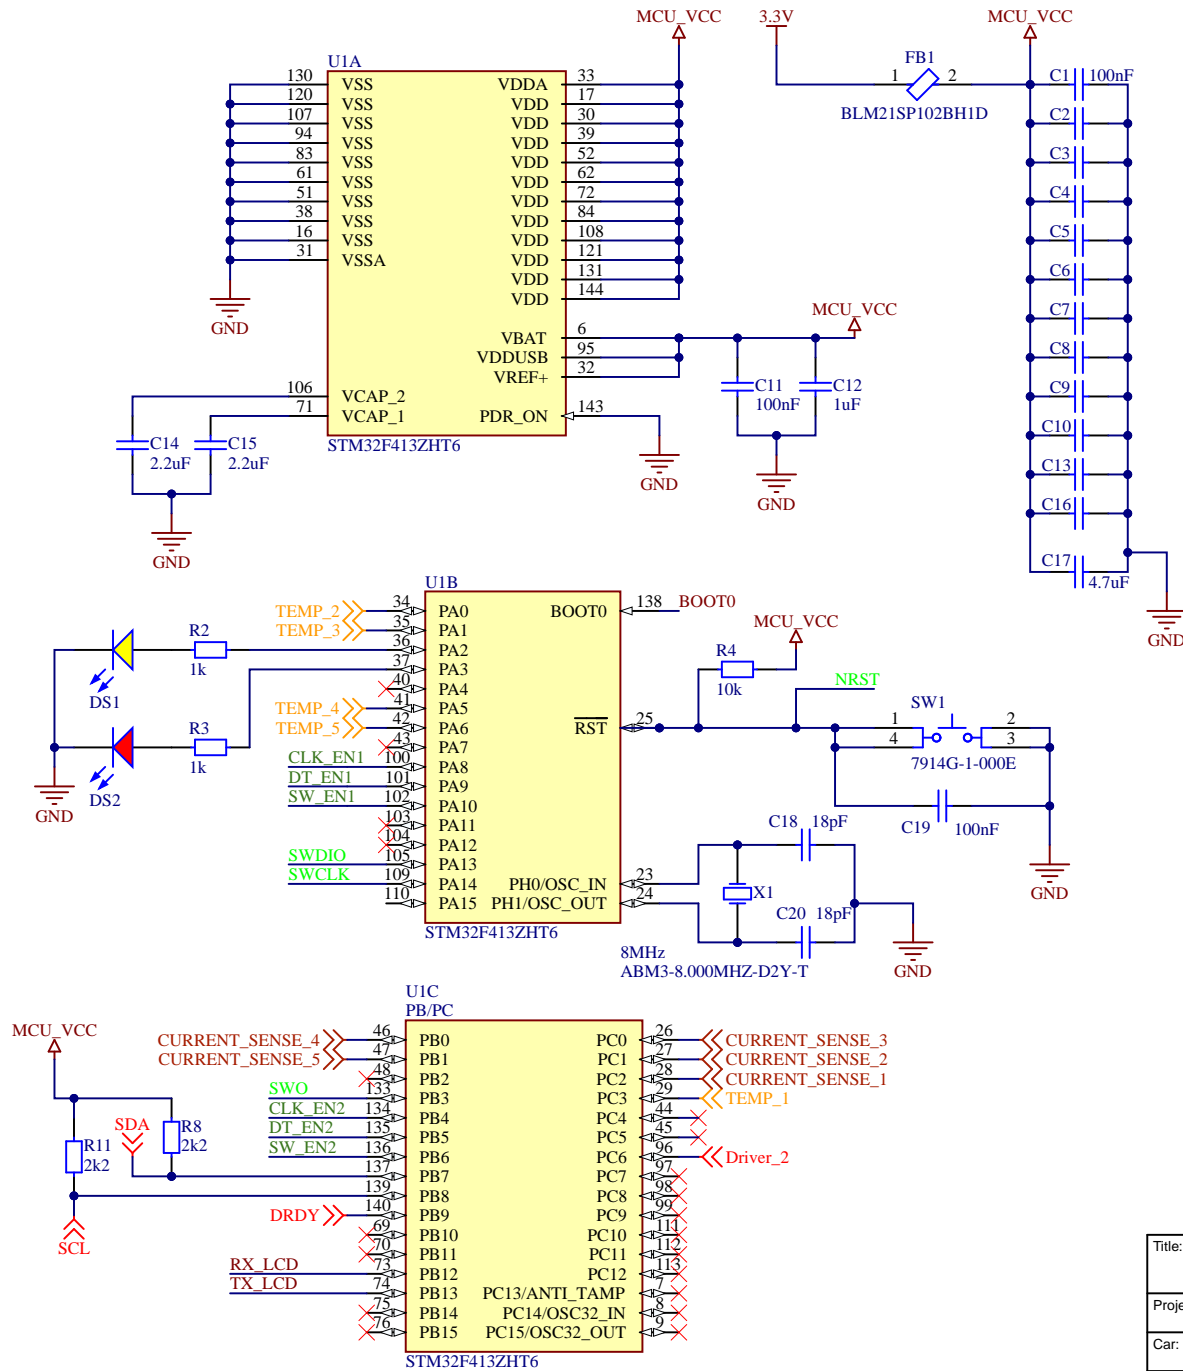 MCU_VCC
3.3V
MCU_VCC
U1A
130 VSS
120 VSS
107 VSS
94 VSS
83 VSS
61 VSS
51 VSS
38 VSS
16 VSS
31 VSSA
VDDA 33
VDD 17
VDD 30
VDD 39
VDD 52
VDD 62
VDD 72
VDD 84
VDD 108
VDD 121
VDD 131
VDD 144
VBAT 6
VDDUSB 95
VREF+ 32
106 VCAP_2
71 VCAP_1
PDR_ON 143
STM32F413ZHT6
GND
C14
2.2uF
C15
2.2uF
GND
GND
MCU_VCC
C11
100nF
C12
1uF
GND
FB1
1 2
BLM21SP102BH1D
C1 100nF
C2
C3
C4
C5
C6
C7
C8
C9
C10
C13
C16
C17
4.7uF
GND
U1B
TEMP_2 34 PA0
TEMP_3 35 PA1
36 PA2
37 PA3
40 PA4
TEMP_4 41 PA5
TEMP_5 42 PA6
43 PA7
CLK_EN1 100 PA8
DT_EN1 101 PA9
SW_EN1 102 PA10
103 PA11
104 PA12
SWDIO 105 PA13
SWCLK 109 PA14
110 PA15
BOOT0 138 BOOT0
RST 25
PH0/OSC_IN 23
PH1/OSC_OUT 24
STM32F413ZHT6
R2
1k
DS1
R3
1k
DS2
GND
MCU_VCC
R4
10k
NRST
SW1
1 2
4 3
7914G-1-000E
C19 100nF
GND
C18 18pF
X1
C20 18pF
8MHz
ABM3-8.000MHZ-D2Y-T
GND
U1C
PB/PC
CURRENT_SENSE_4 46 PB0
CURRENT_SENSE_5 47 PB1
48 PB2
SWO 133 PB3
CLK_EN2 134 PB4
DT_EN2 135 PB5
SW_EN2 136 PB6
137 PB7
139 PB8
DRDY 140 PB9
69 PB10
70 PB11
RX_LCD 73 PB12
TX_LCD 74 PB13
75 PB14
76 PB15
PC0 26 CURRENT_SENSE_3
PC1 27 CURRENT_SENSE_2
PC2 28 CURRENT_SENSE_1
PC3 29 TEMP_1
PC4 44
PC5 45
PC6 96 Driver_2
PC7 97
PC8 98
PC9 99
PC10 111
PC11 112
PC12 113
PC13/ANTI_TAMP 7
PC14/OSC32_IN 8
PC15/OSC32_OUT 9
STM32F413ZHT6
MCU_VCC
R11
2k2
SDA
R8
2k2
SCL
Title:
Proje
Car: